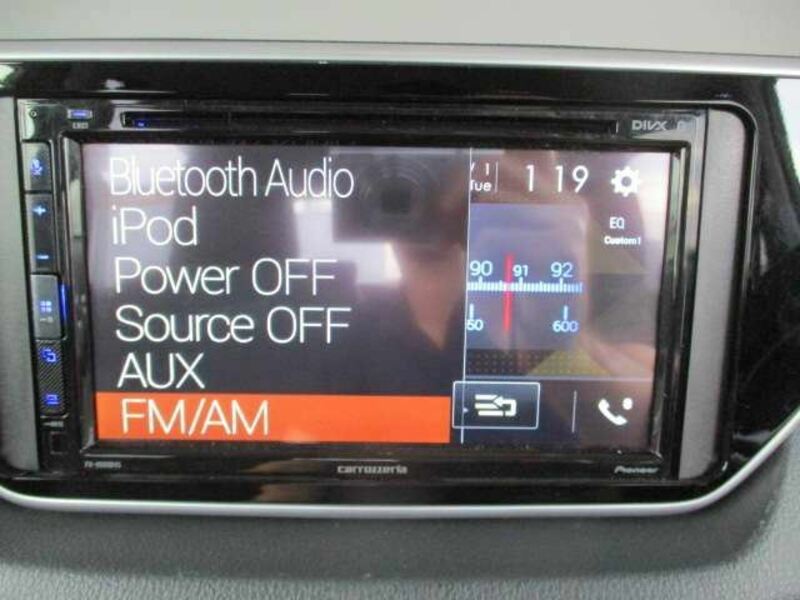 DIVX
Bluetooth Audio
iPod
Power OFF
Source OFF
AUX
FM/AM
/ 1
Tue
1 19
EQ
Custom1
90 91 92
600
carrozzeria
Pioneer